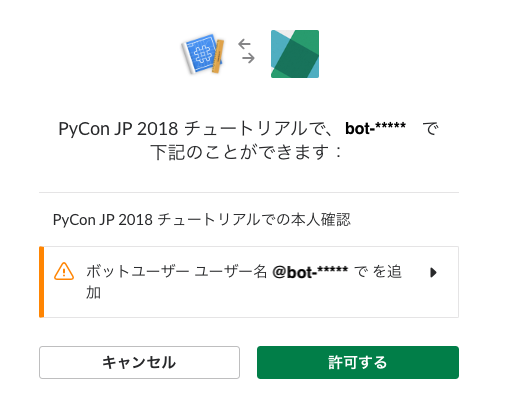 PyCon JP 2018 チュートリアルで、 bot-***** で
下記のことができます：
PyCon JP 2018 チュートリアルでの本人確認
ボットユーザー ユーザー名 @bot-***** で を追
加
キャンセル 許可する